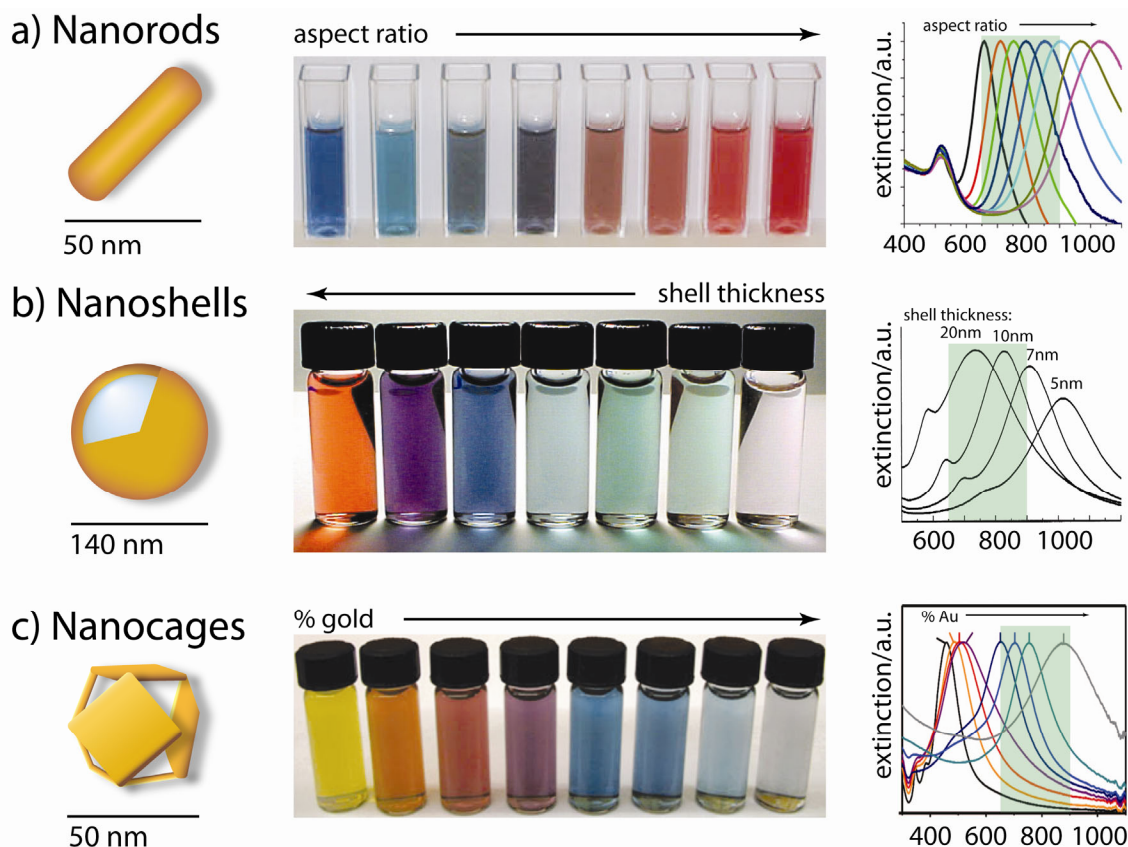 a) Nanorods
50 nm
aspect ratio
aspect ratio
extinction/a.u.
400 600 800 1000
b) Nanoshells
140 nm
shell thickness
shell thickness:
20nm
10nm
7nm
5nm
extinction/a.u.
600 800 1000
c) Nanocages
50 nm
% gold
% Au
extinction/a.u.
400 600 800 1000